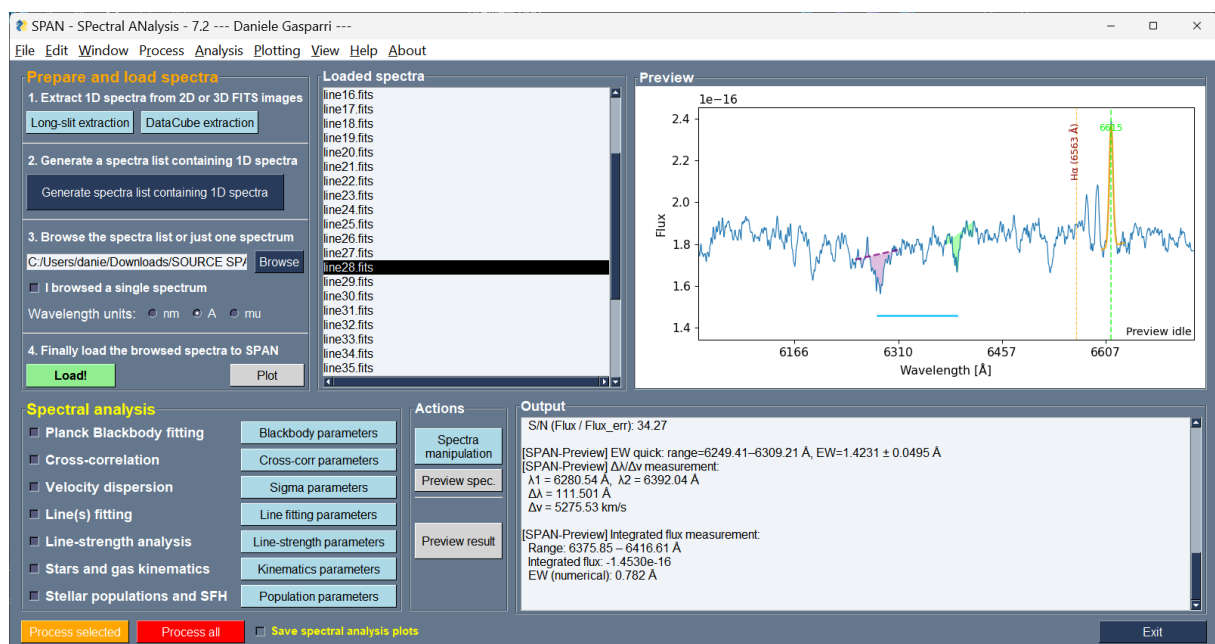 SPAN - SPectral ANalysis - 7.2 --- Daniele Gasparri ---
File Edit Window Process Analysis Plotting View Help About
Prepare and load spectra
1. Extract 1D spectra from 2D or 3D FITS images
Long-slit extraction DataCube extraction
2. Generate a spectra list containing 1D spectra
Generate spectra list containing 1D spectra
3. Browse the spectra list or just one spectrum
C:/Users/danie/Downloads/SOURCE SPA Browse
I browsed a single spectrum
Wavelength units: nm A mu
4. Finally load the browsed spectra to SPAN
Load! Plot
Loaded spectra
line16.fits
line17.fits
line18.fits
line19.fits
line20.fits
line21.fits
line22.fits
line23.fits
line24.fits
line25.fits
line26.fits
line27.fits
line28.fits
line29.fits
line30.fits
line31.fits
line32.fits
line33.fits
line34.fits
line35.fits
Preview
1e−16
2.4
2.2
2.0
1.8
1.6
1.4
Flux
Hα (6563 Å)
6615
Preview idle
6166 6310 6457 6607
Wavelength [Å]
Spectral analysis
Planck Blackbody fitting Blackbody parameters
Cross-correlation Cross-corr parameters
Velocity dispersion Sigma parameters
Line(s) fitting Line fitting parameters
Line-strength analysis Line-strength parameters
Stars and gas kinematics Kinematics parameters
Stellar populations and SFH Population parameters
Actions
Spectra
manipulation
Preview spec.
Preview result
Output
S/N (Flux / Flux_err): 34.27
[SPAN-Preview] EW quick: range=6249.41–6309.21 Å, EW=1.4231 ± 0.0495 Å
[SPAN-Preview] Δλ/Δv measurement:
λ1 = 6280.54 Å, λ2 = 6392.04 Å
Δλ = 111.501 Å
Δv = 5275.53 km/s
[SPAN-Preview] Integrated flux measurement:
Range: 6375.85 – 6416.61 Å
Integrated flux: -1.4530e-16
EW (numerical): 0.782 Å
Process selected Process all Save spectral analysis plots Exit